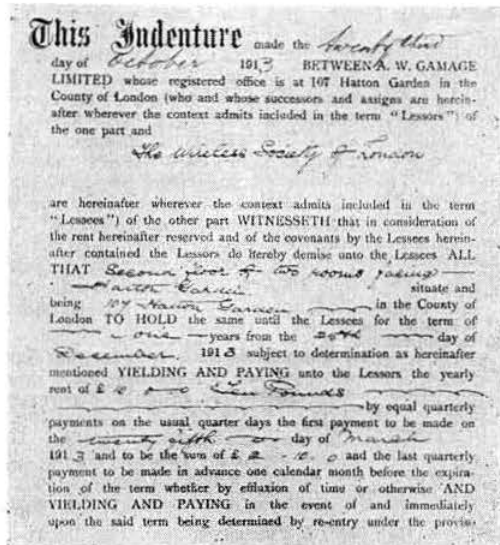 This Indenture made the twenty third
day of October 1913 BETWEEN A. W. GAMAGE
LIMITED whose registered office is at 107 Hatton Garden in the
County of London (who and whose successors and assigns are herein-
after wherever the context admits included in the term "Lessors") of
the one part and
The Wireless Society of London
are hereinafter wherever the context admits included in the term
"Lessees") of the other part WITNESSETH that in consideration of
the rent hereinafter reserved and of the covenants by the Lessees herein-
after contained the Lessors do hereby demise unto the Lessees ALL
THAT Second floor of two rooms facing
Hatton Garden situate and
being 107 Hatton Garden in the County of
London TO HOLD the same unto the Lessees for the term of
one years from the 25th day of
December 1913 subject to determination as hereinafter
mentioned YIELDING AND PAYING unto the Lessors the yearly
rent of £10 0 0 Ten Pounds
by equal quarterly
payments on the usual quarter days the first payment to be made on
the twenty fifth day of March
1913 and to be the sum of £2 10. 0 and the last quarterly
payment to be made in advance one calendar month before the expira-
tion of the term whether by effluxion of time or otherwise AND
YIELDING AND PAYING in the event of and immediately
upon the said term being determined by re-entry under the provis-